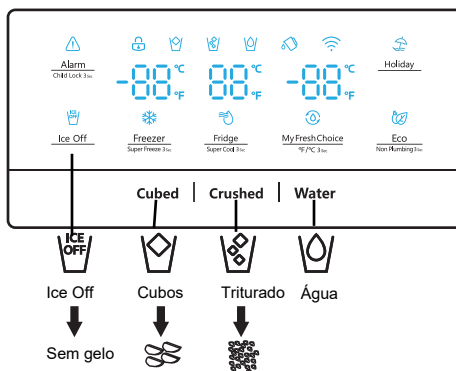 °C °C °C
-88 88 -88
°F °F °F
Alarm Holiday
Child Lock 3Sec
ICE OFF
Ice Off Freezer Fridge My Fresh Choice Eco
Super Freeze 3Sec Super Cool 3Sec °F/°C 3Sec Non Plumbing 3Sec
Cubed | Crushed | Water
ICE OFF
Ice Off Cubos Triturado Água
Sem gelo